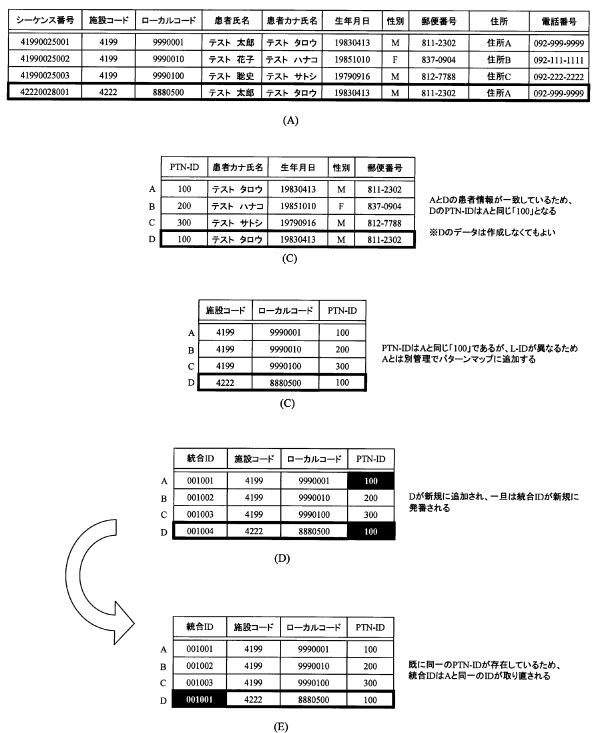 シーケンス番号 施設コード ローカルコード 患者氏名 患者カナ氏名 生年月日 性別 郵便番号 住所 電話番号
41990025001 4199 9990001 テスト 太郎 テスト タロウ 19830413 M 811-2302 住所A 092-999-9999
41990025002 4199 9990010 テスト 花子 テスト ハナコ 19851010 F 837-0904 住所B 092-111-1111
41990025003 4199 9990100 テスト 聡史 テスト サトシ 19790916 M 812-7788 住所C 092-222-2222
42220028001 4222 8880500 テスト 太郎 テスト タロウ 19830413 M 811-2302 住所A 092-999-9999
(A)
PTN-ID 患者カナ氏名 生年月日 性別 郵便番号
A 100 テスト タロウ 19830413 M 811-2302
B 200 テスト ハナコ 19851010 F 837-0904
C 300 テスト サトシ 19790916 M 812-7788
D 100 テスト タロウ 19830413 M 811-2302
AとDの患者情報が一致しているため、
DのPTN-IDはAと同じ「100」となる
※Dのデータは作成しなくてもよい
(C)
施設コード ローカルコード PTN-ID
A 4199 9990001 100
B 4199 9990010 200
C 4199 9990100 300
D 4222 8880500 100
PTN-IDはAと同じ「100」であるが、L-IDが異なるため
Aとは別管理でパターンマップに追加する
(C)
統合ID 施設コード ローカルコード PTN-ID
A 001001 4199 9990001 100
B 001002 4199 9990010 200
C 001003 4199 9990100 300
D 001004 4222 8880500 100
Dが新規に追加され、一旦は統合IDが新規に
発番される
(D)
統合ID 施設コード ローカルコード PTN-ID
A 001001 4199 9990001 100
B 001002 4199 9990010 200
C 001003 4199 9990100 300
D 001001 4222 8880500 100
既に同一のPTN-IDが存在しているため、
統合IDはAと同一のIDが取り直される
(E)